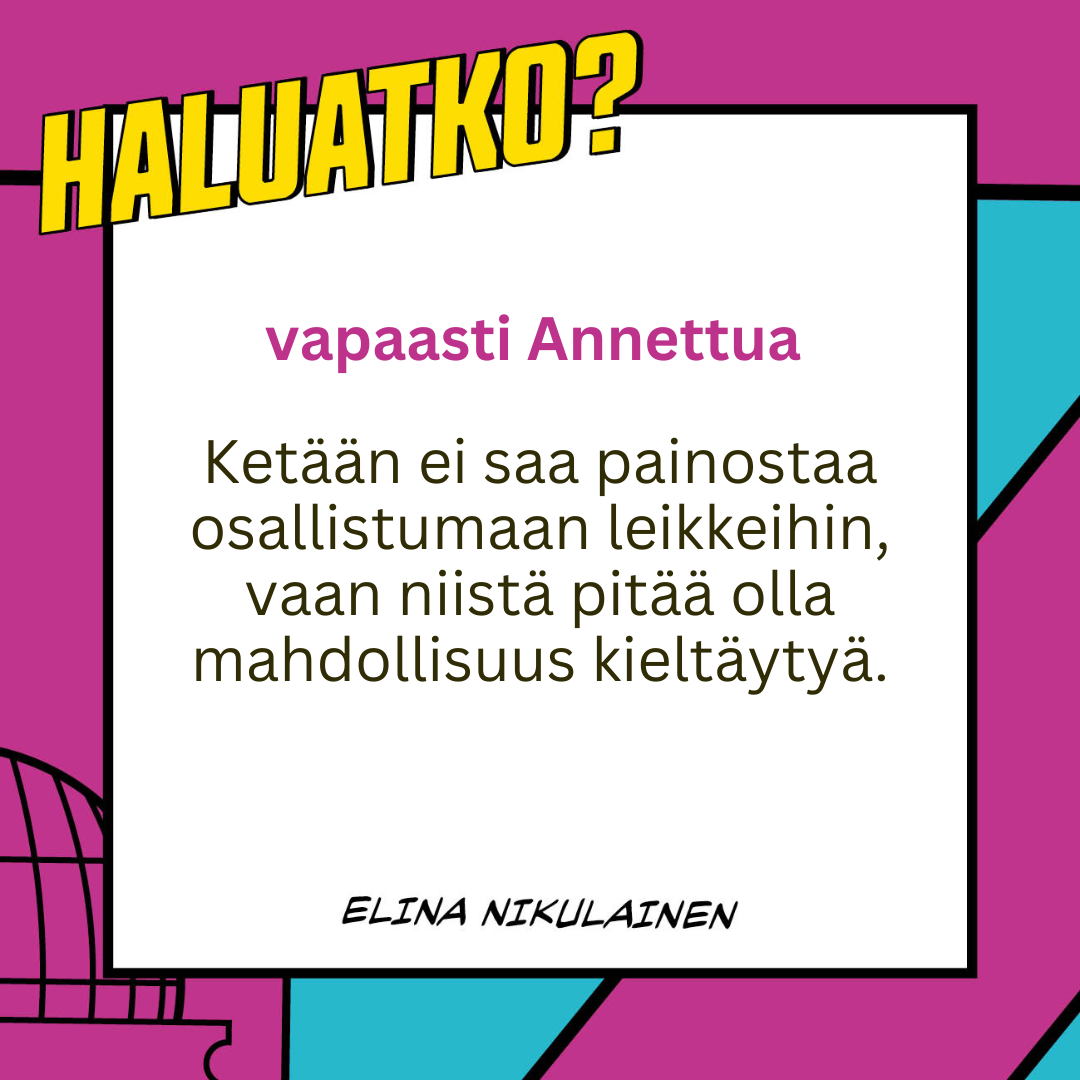 HALUATKO?
vapaasti Annettua
Ketään ei saa painostaa
osallistumaan leikkeihin,
vaan niistä pitää olla
mahdollisuus kieltäytyä.
ELINA NIKULAINEN